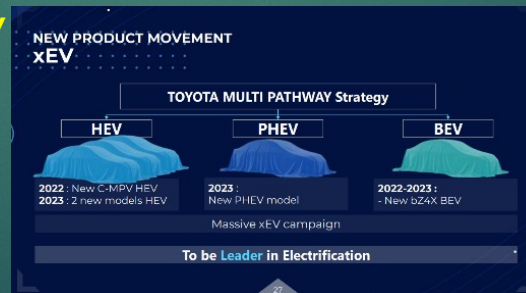 NEW PRODUCT MOVEMENT
xEV
TOYOTA MULTI PATHWAY Strategy
HEV
PHEV
BEV
2022 : New C-MPV HEV
2023 : 2 new models HEV
2023 :
New PHEV model
2022-2023 :
- New bZ4X BEV
Massive xEV campaign
To be Leader in Electrification
27